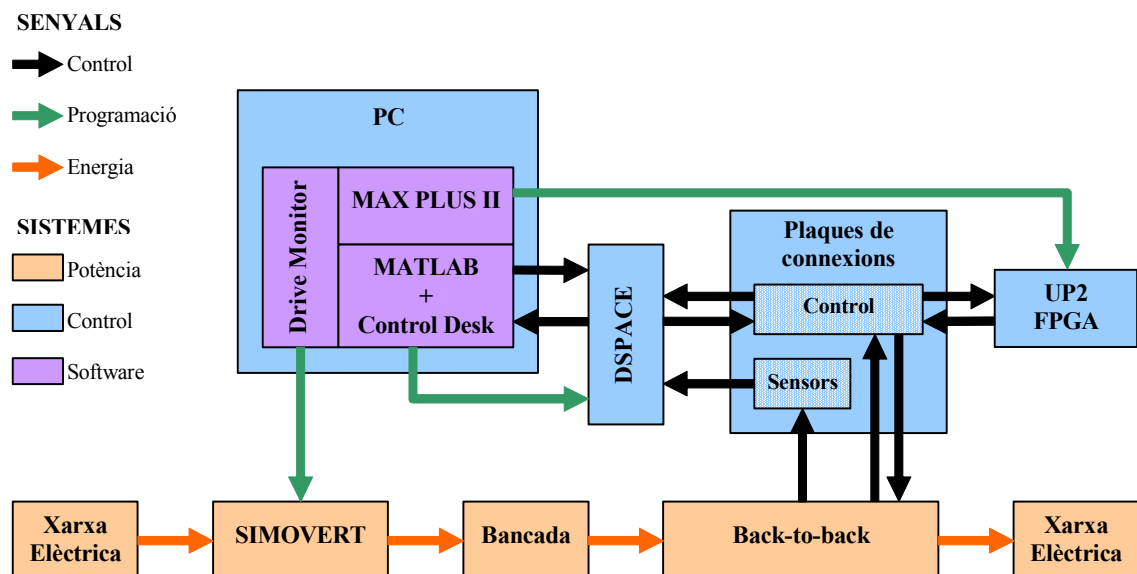 SENYALS
Control
Programació
Energia
SISTEMES
Potència
Control
Software
PC
Drive Monitor
MAX PLUS II
MATLAB
+
Control Desk
DSPACE
Plaques de
connexions
Control
Sensors
UP2
FPGA
Xarxa
Elèctrica
SIMOVERT
Bancada
Back-to-back
Xarxa
Elèctrica